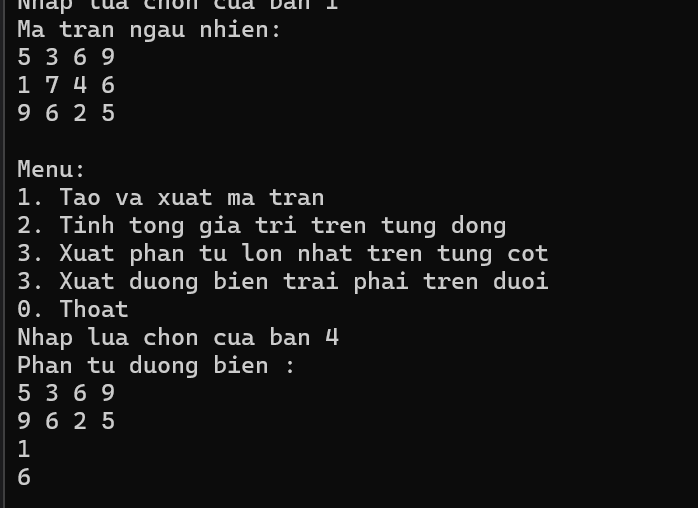 Nhap lua chon cua ban 1
Ma tran ngau nhien:
5 3 6 9
1 7 4 6
9 6 2 5
Menu:
1. Tao va xuat ma tran
2. Tinh tong gia tri tren tung dong
3. Xuat phan tu lon nhat tren tung cot
3. Xuat duong bien trai phai tren duoi
0. Thoat
Nhap lua chon cua ban 4
Phan tu duong bien :
5 3 6 9
9 6 2 5
1
6